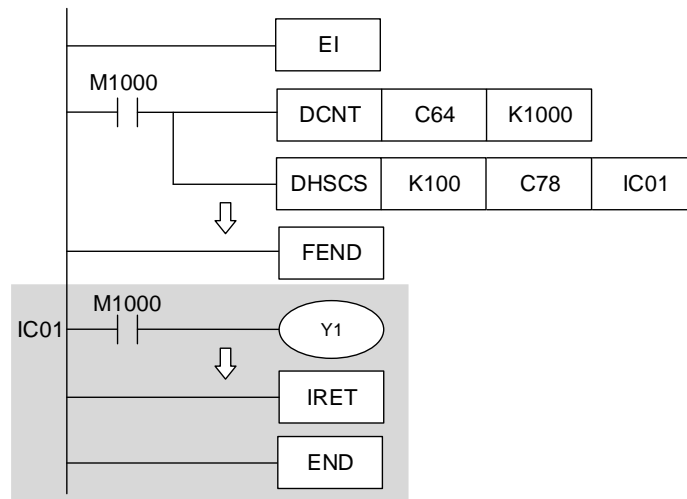 EI
M1000
DCNT C64 K1000
DHSCS K100 C78 IC01
FEND
M1000
IC01 Y1
IRET
END